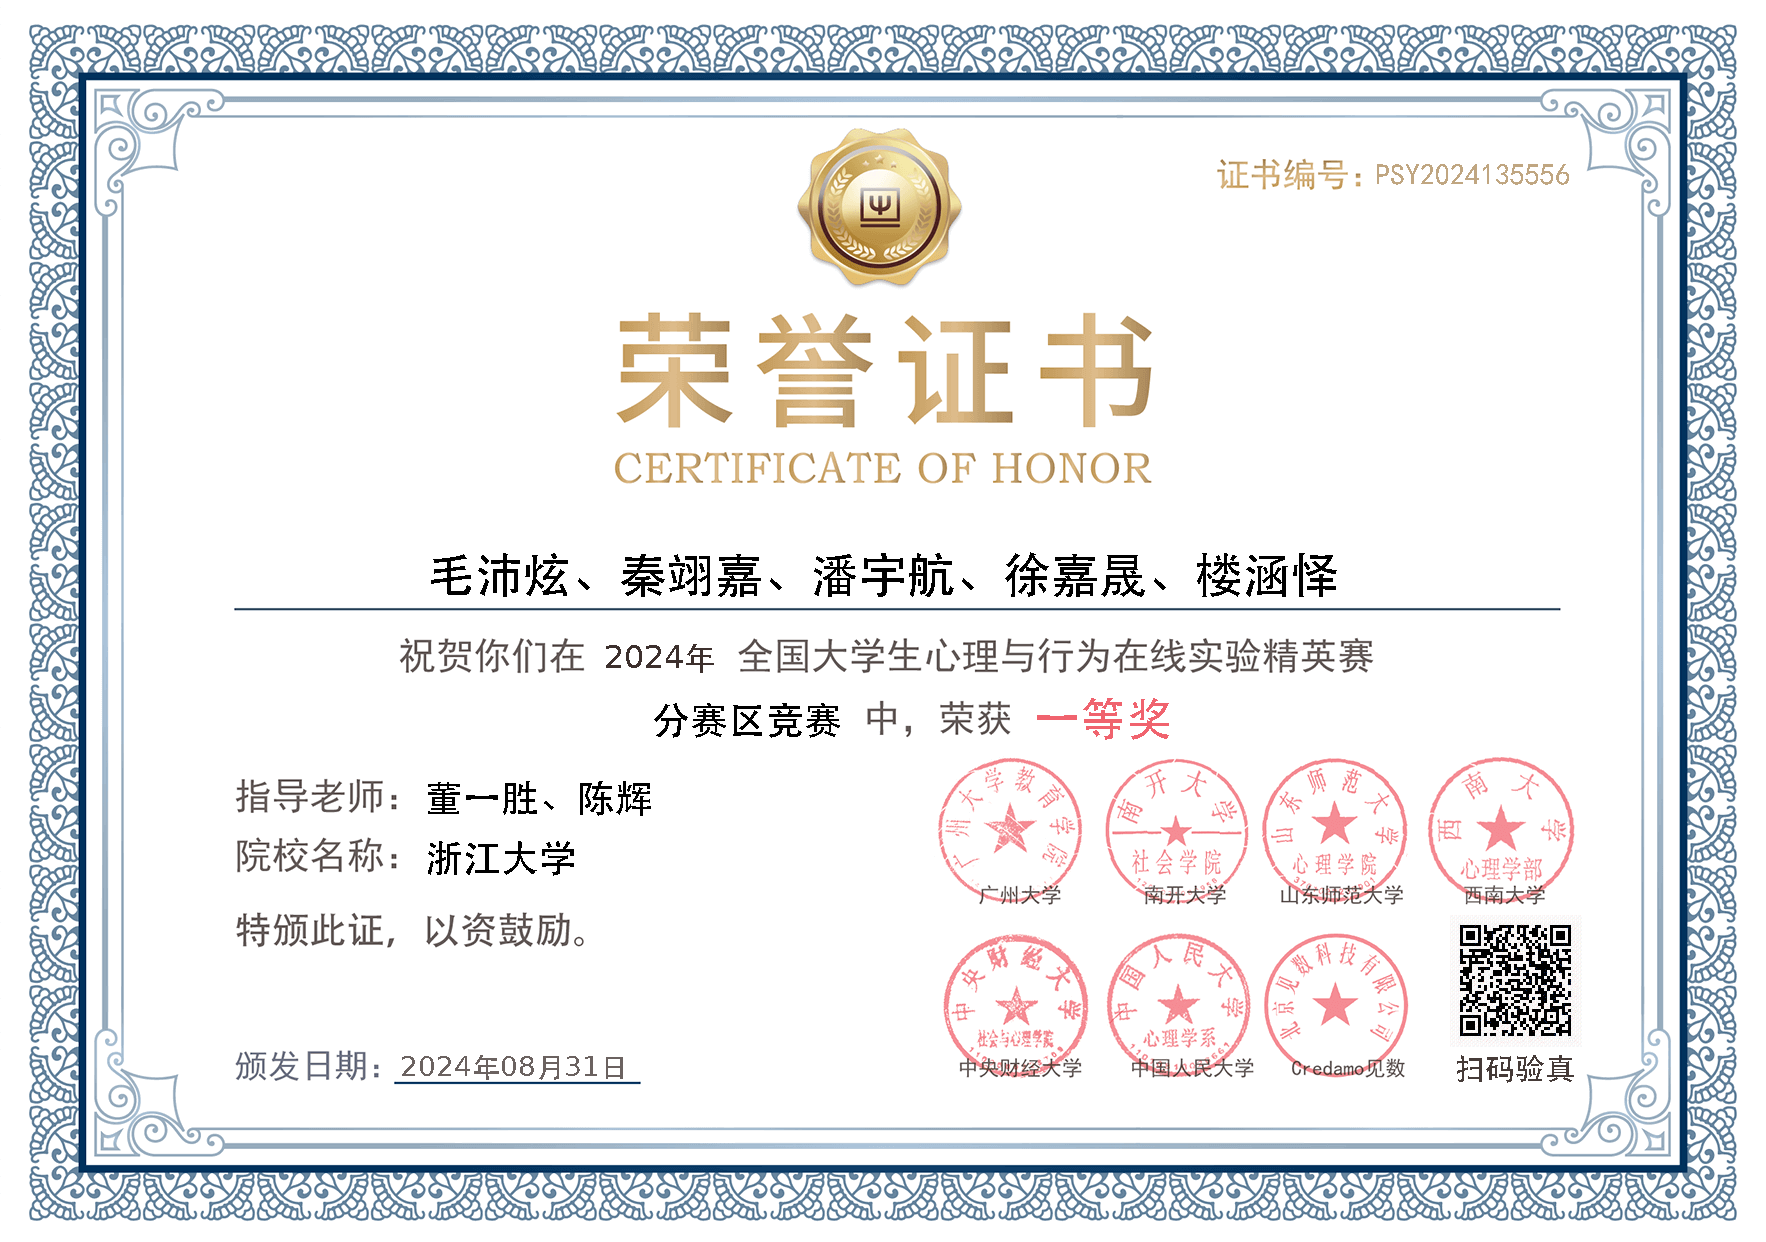 证书编号：PSY2024135556
荣誉证书
CERTIFICATE OF HONOR
毛沛炫、秦翊嘉、潘宇航、徐嘉晟、楼涵怿
祝贺你们在 2024年 全国大学生心理与行为在线实验精英赛
分赛区竞赛 中，荣获 一等奖
指导老师：董一胜、陈辉
院校名称：浙江大学
特颁此证，以资鼓励。
颁发日期：2024年08月31日
广州大学教育学院
广州大学
南开大学
社会学院
南开大学
山东师范大学
心理学院
山东师范大学
西南大学
心理学部
西南大学
中央财经大学
社会与心理学院
中央财经大学
中国人民大学
心理学系
中国人民大学
北京见数科技有限公司
Credamo见数
扫码验真